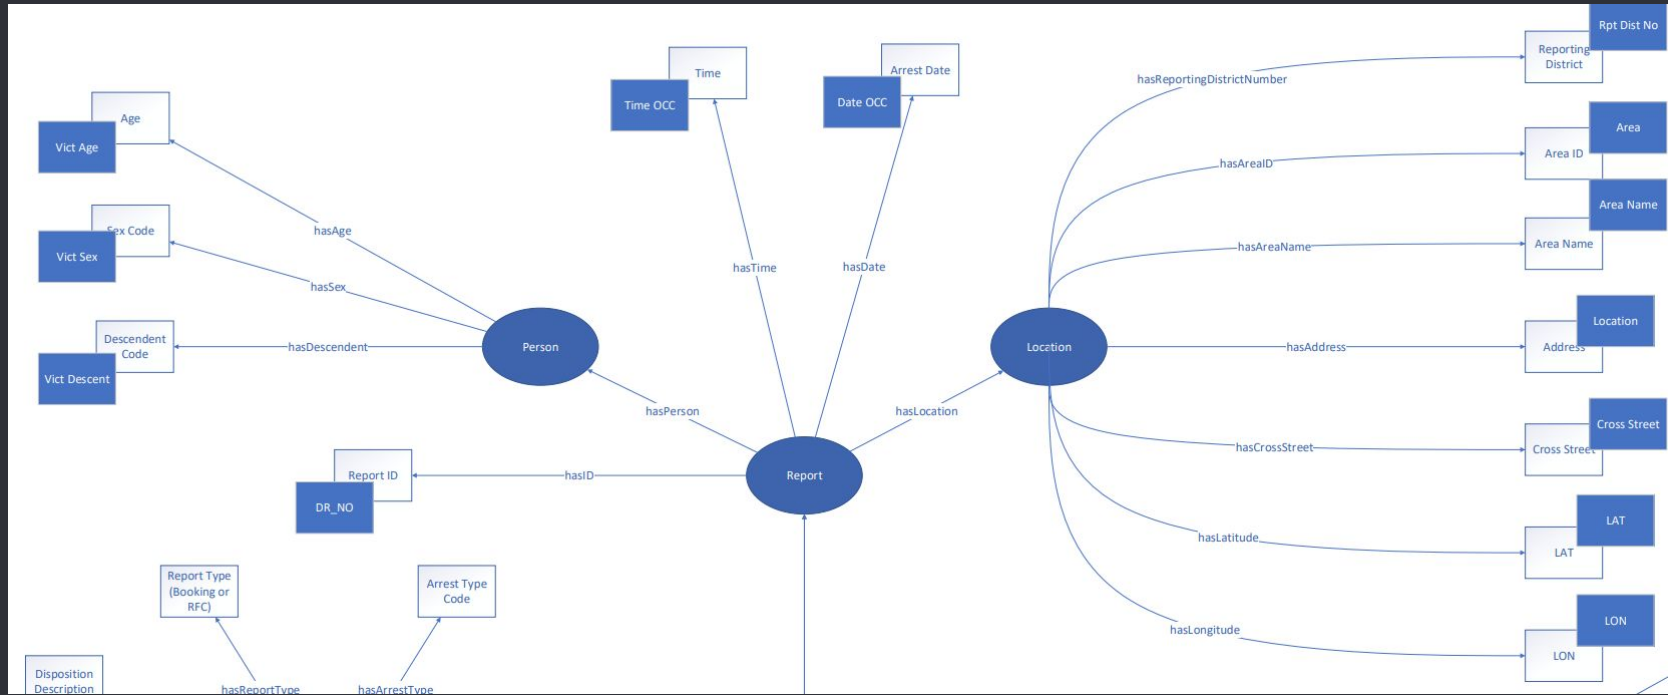 Rpt Dist No
Reporting
District
hasReportingDistrictNumber
Time
Time OCC
Arrest Date
Date OCC
Age
Vict Age
Area
Area ID
hasAreaID
Area Name
Area Name
hasAreaName
Sex Code
Vict Sex
hasAge
hasSex
hasTime
hasDate
Descendent
Code
Vict Descent
hasDescendent
Person
Location
hasAddress
Location
Address
hasPerson
hasLocation
Cross Street
Cross Street
hasCrossStreet
Report ID
DR_NO
hasID
Report
LAT
LAT
hasLatitude
Report Type
(Booking or
RFC)
Arrest Type
Code
LON
LON
hasLongitude
Disposition
Description
hasReportType
hasArrestType